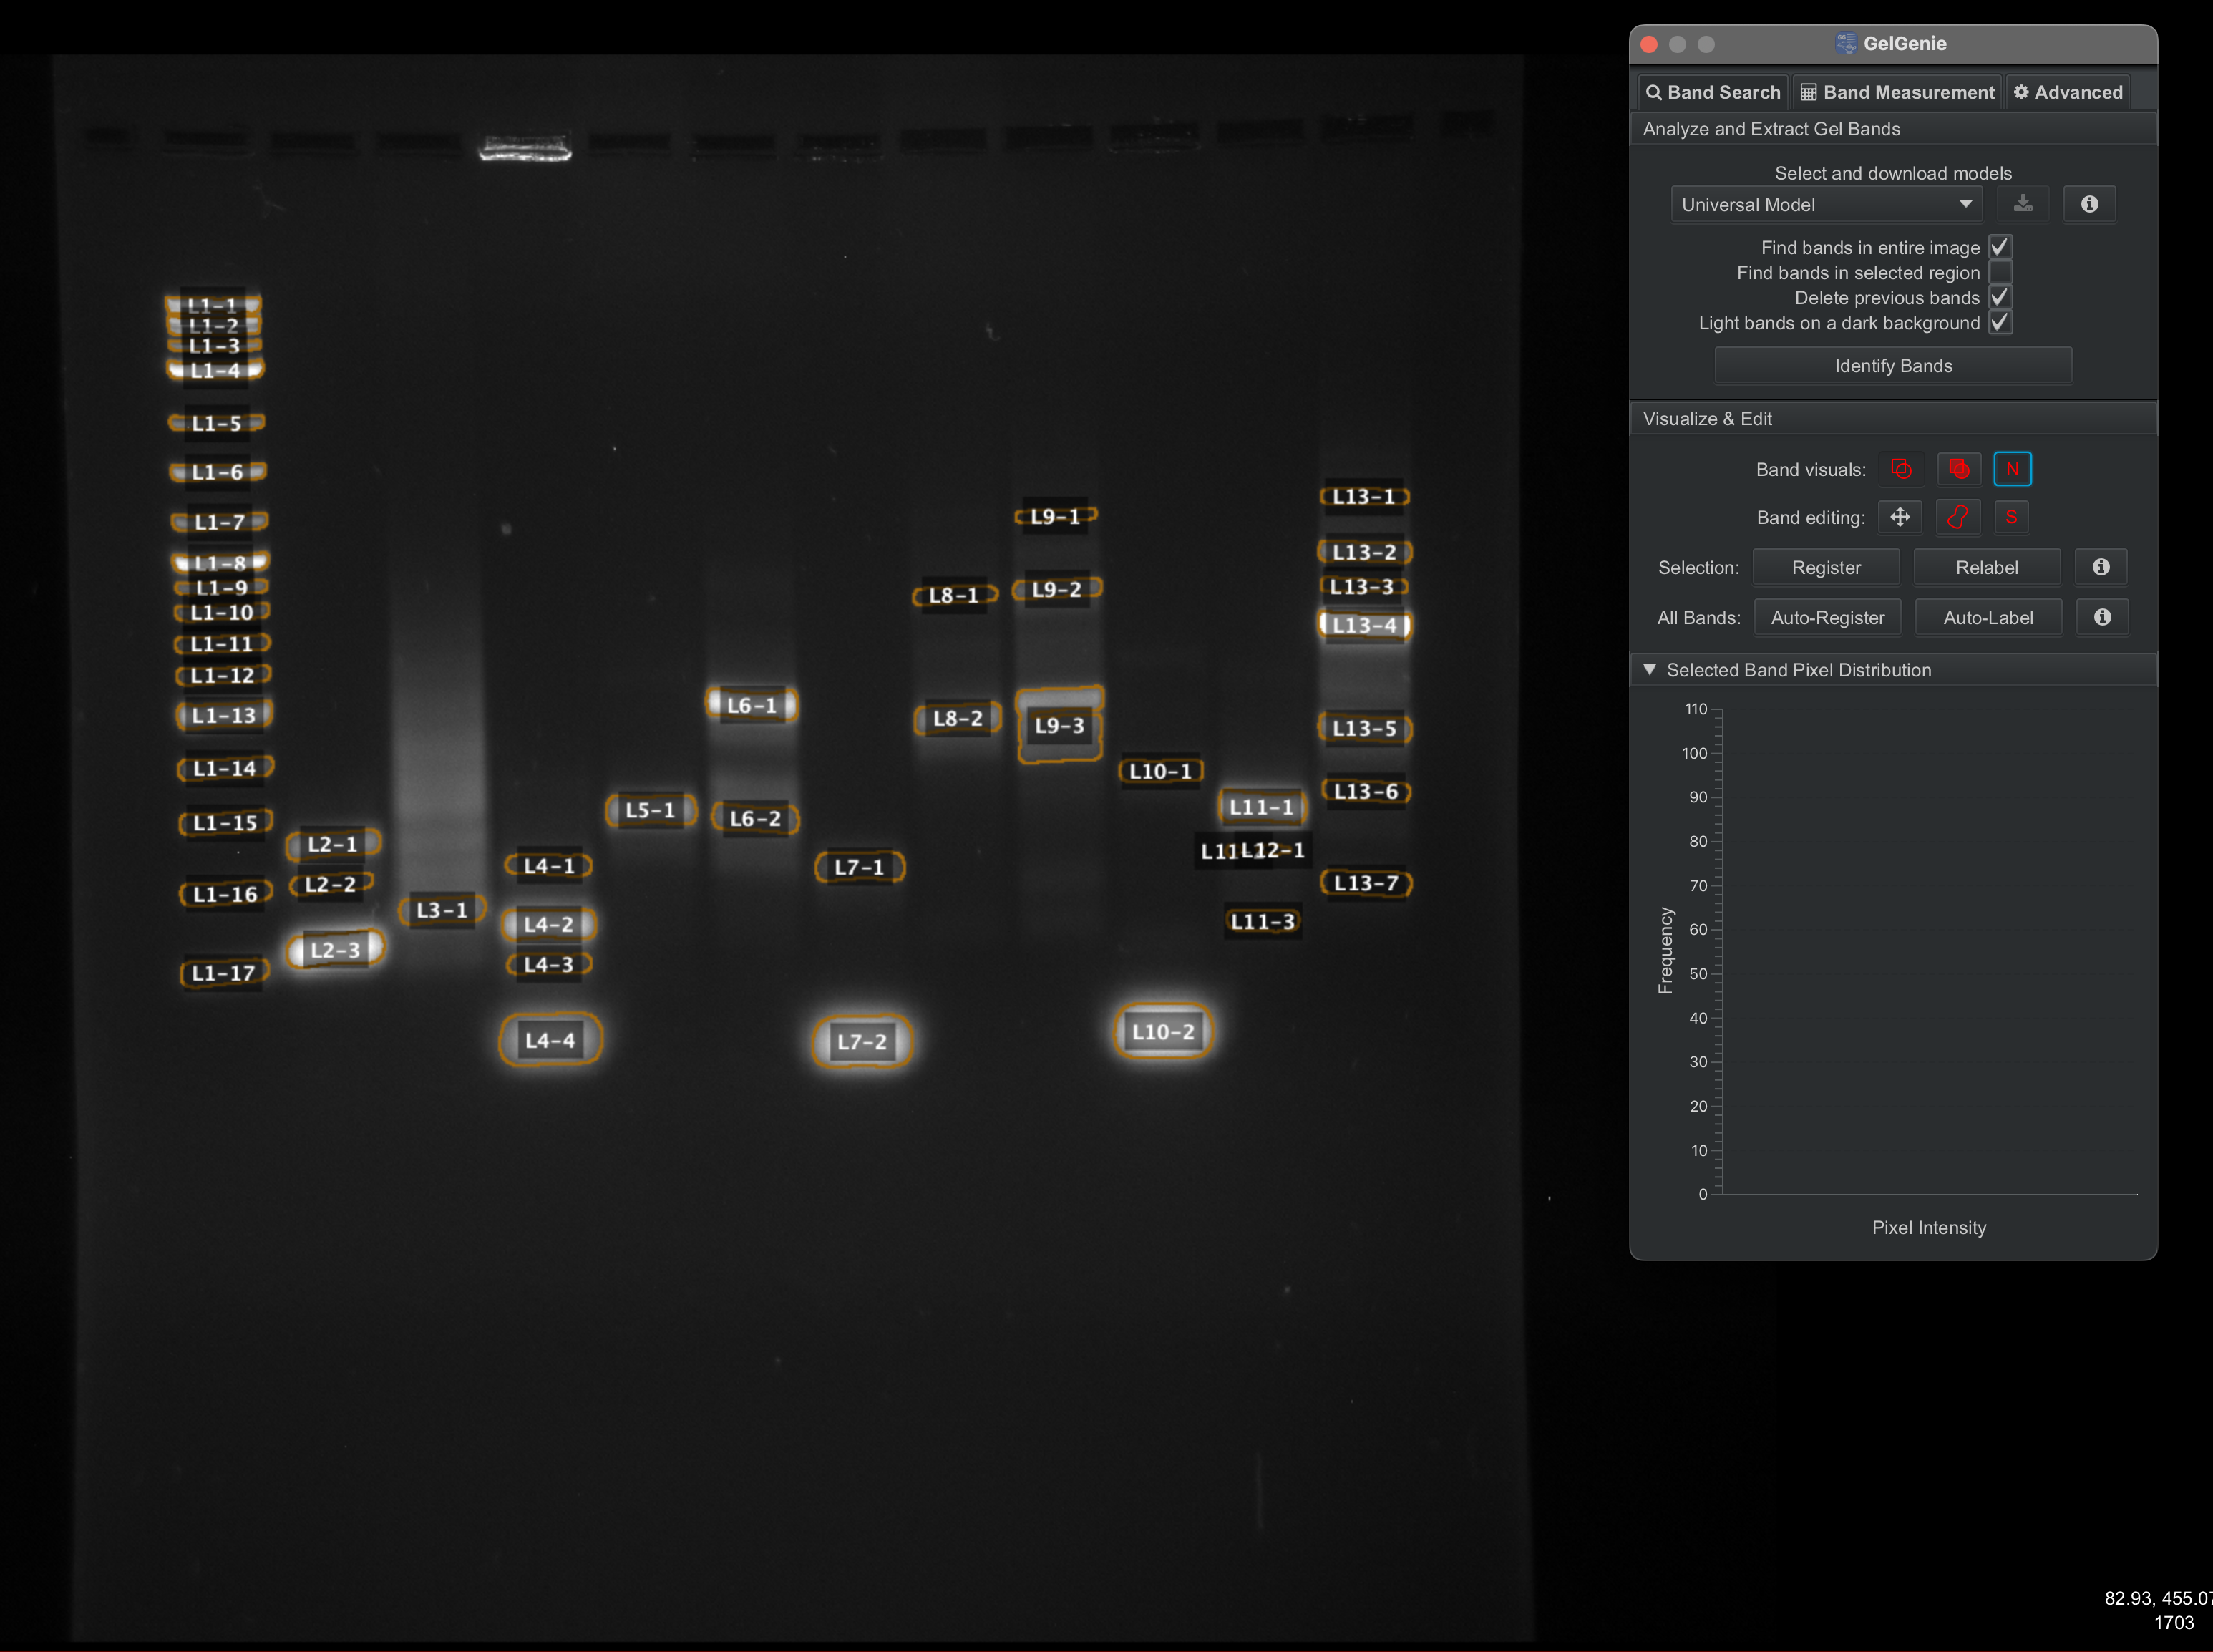 GelGenie
Band Search
Band Measurement
Advanced
Analyze and Extract Gel Bands
Select and download models
Universal Model
Find bands in entire image
Find bands in selected region
Delete previous bands
Light bands on a dark background
Identify Bands
Visualize & Edit
Band visuals:
N
Band editing:
S
Selection:
Register
Relabel
All Bands:
Auto-Register
Auto-Label
Selected Band Pixel Distribution
110
100
90
80
70
60
50
40
30
20
10
0
Frequency
Pixel Intensity
L1-1
L1-2
L1-3
L1-4
L1-5
L1-6
L1-7
L1-8
L1-9
L1-10
L1-11
L1-12
L1-13
L1-14
L1-15
L1-16
L1-17
L2-1
L2-2
L2-3
L3-1
L4-1
L4-2
L4-3
L4-4
L5-1
L6-1
L6-2
L7-1
L7-2
L8-1
L8-2
L9-1
L9-2
L9-3
L10-1
L10-2
L11-1
L12-1
L11-3
L13-1
L13-2
L13-3
L13-4
L13-5
L13-6
L13-7
82.93, 455.07
1703